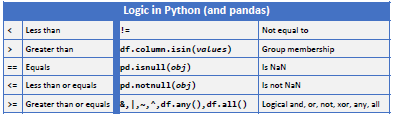 Logic in Python (and pandas)
< Less than != Not equal to
> Greater than df.column.isin(values) Group membership
== Equals pd.isnull(obj) Is NaN
<= Less than or equals pd.notnull(obj) Is not NaN
>= Greater than or equals &,|,~,^,df.any(),df.all() Logical and, or, not, xor, any, all